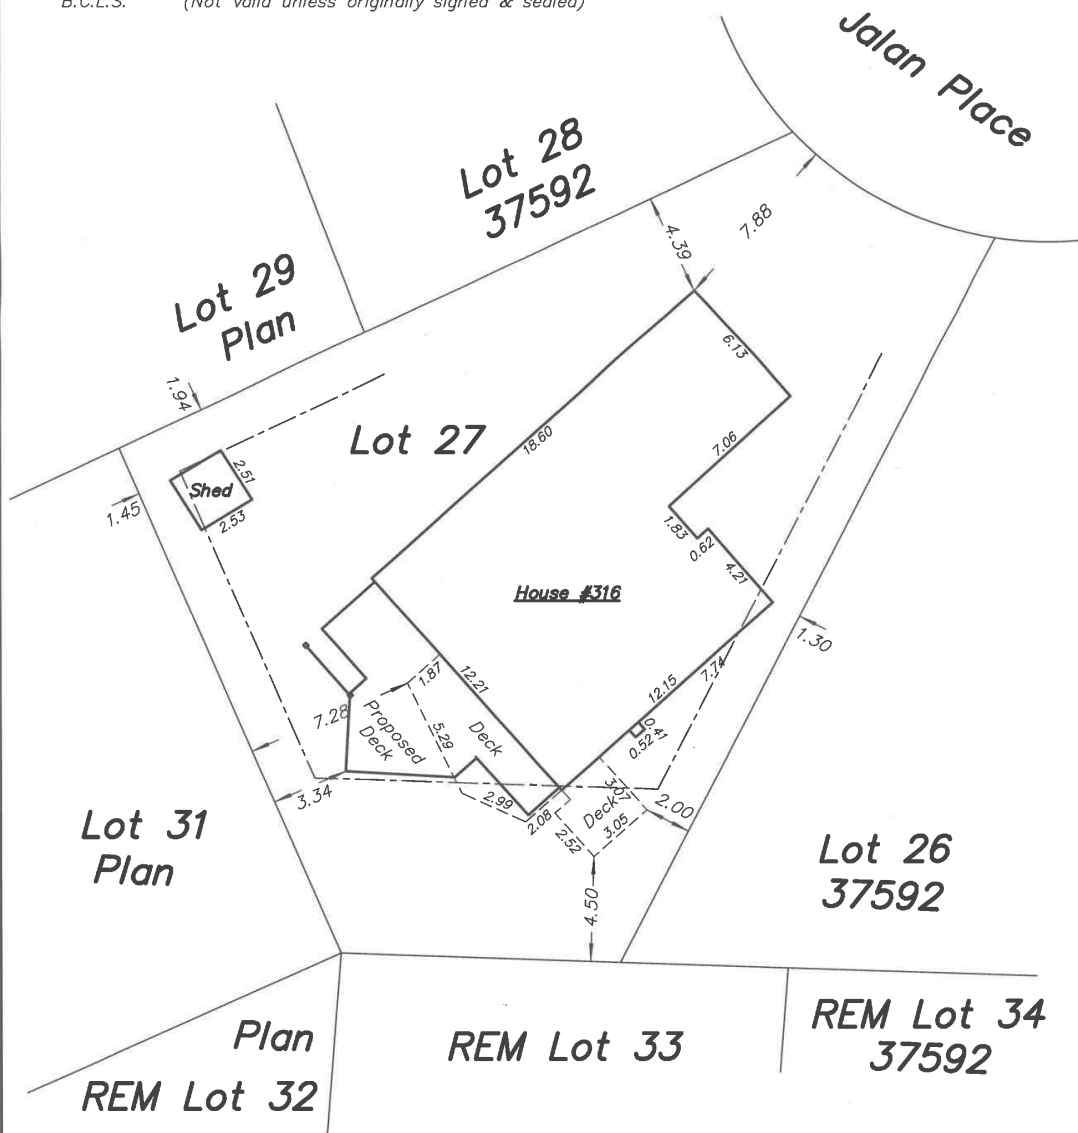 B.C.L.S. (Not valid unless originally signed & sealed)
Jalan Place
Lot 28
37592
7.88
4.39
Lot 29
Plan
6.13
1.94
Lot 27
18.60
7.06
2.51
Shed
2.53
1.45
1.83
0.62
4.21
House #316
1.30
1.87
12.21
12.15
7.74
7.28
Proposed
Deck
5.29
Deck
0.41
0.52
3.34
2.99
2.08
3.07
Deck
3.05
2.52
2.00
Lot 31
Plan
Lot 26
37592
4.50
Plan
REM Lot 32
REM Lot 33
REM Lot 34
37592